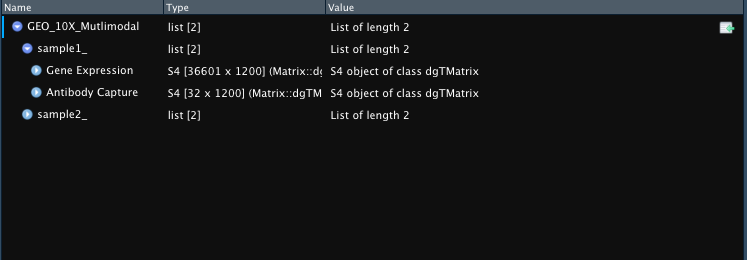 Name Type Value
GEO_10X_Mutlimodal list [2] List of length 2
sample1_ list [2] List of length 2
Gene Expression S4 [36601 x 1200] (Matrix::dg S4 object of class dgTMatrix
Antibody Capture S4 [32 x 1200] (Matrix::dgTM S4 object of class dgTMatrix
sample2_ list [2] List of length 2